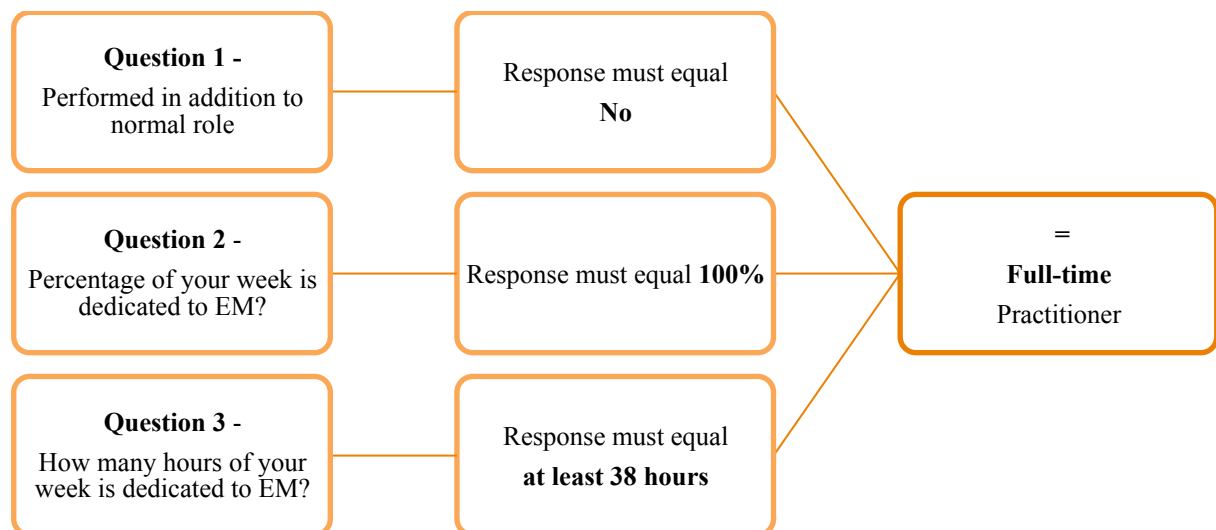 Question 1 -
Performed in addition to
normal role
Response must equal
No
Question 2 -
Percentage of your week is
dedicated to EM?
Response must equal 100%
=
Full-time
Practitioner
Question 3 -
How many hours of your
week is dedicated to EM?
Response must equal
at least 38 hours